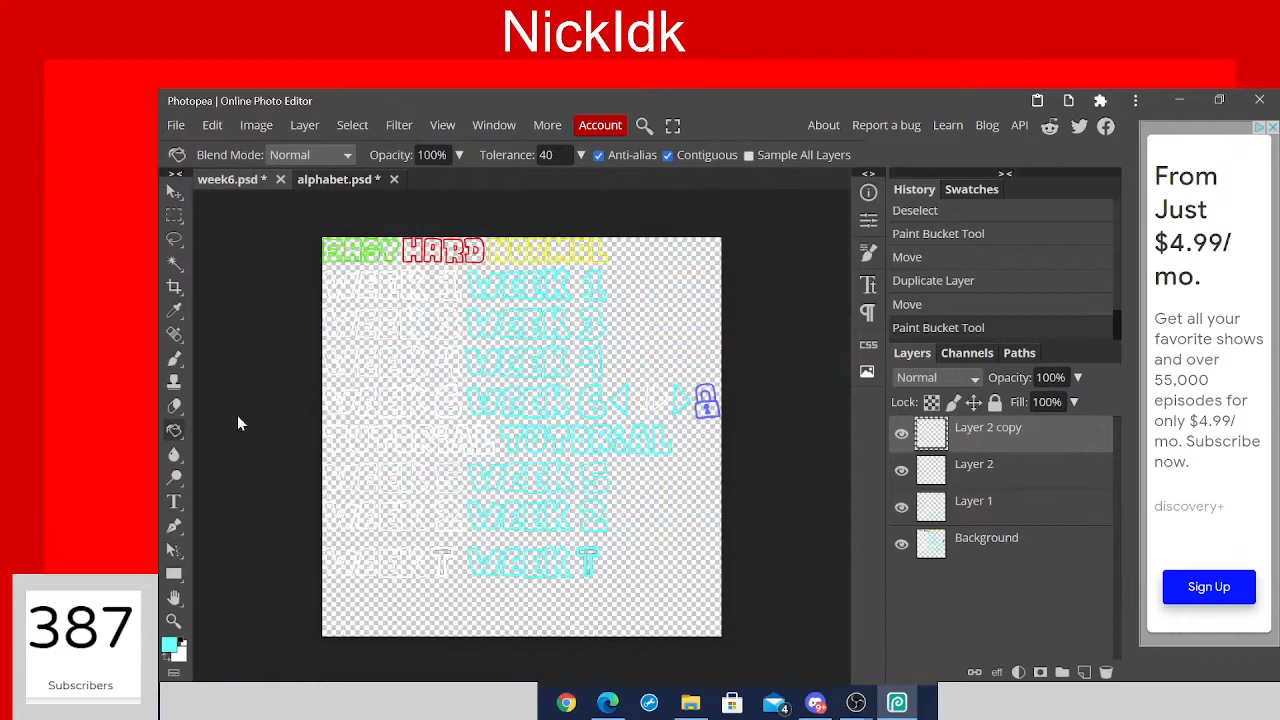 NickIdk
Photopea | Online Photo Editor
File Edit Image Layer Select Filter View Window More Account About Report a bug Learn Blog API
Blend Mode: Normal Opacity: 100% Tolerance: 40 Anti-alias Contiguous Sample All Layers
week6.psd * alphabet.psd *
EASY HARD NORMAL
WEEK 1 WEEK 1
WEEK 3 WEEK 3
WEEK 4 WEEK 4
WEEK 6 WEEK 6
TUTORIAL TUTORIAL
WEEK 5 WEEK 5
WEEK 2 WEEK 2
WEEK T WEEK T
History Swatches
Deselect
Paint Bucket Tool
Move
Duplicate Layer
Move
Paint Bucket Tool
CSS
Layers Channels Paths
Normal Opacity: 100%
Lock: Fill: 100%
Layer 2 copy
Layer 2
Layer 1
Background
eff
From
Just
$4.99/
mo.
Get all your
favorite shows
and over
55,000
episodes for
only $4.99/
mo. Subscribe
now.
discovery+
Sign Up
387
Subscribers
4
9+